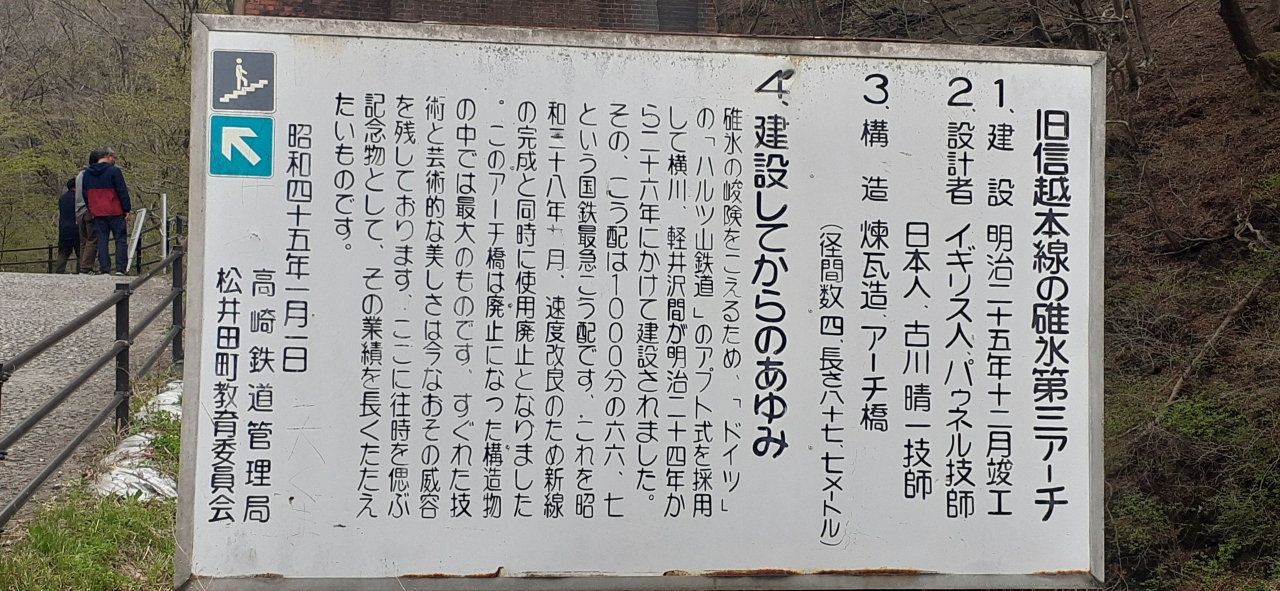 旧信越本線の碓氷第三アーチ
1、建設 明治二十五年十二月竣工
2、設計者 イギリス人、パウネル技師
日本人、古川晴一技師
3、構造 煉瓦造、アーチ橋
(径間数四、長さ八十七、七メートル)
4、建設してからのあゆみ
碓氷の峻険をこえるため、「ドイツ」
の「ハルツ山鉄道」のアプト式を採用
して横川、軽井沢間が明治二十四年か
ら二十六年にかけて建設されました。
その、こう配は1000分の六六、七
という国鉄最急こう配です、これを昭
和三十八年 月、速度改良のため新線
の完成と同時に使用廃止となりました
。このアーチ橋は廃止になった構造物
の中では最大のものです、すぐれた技
術と芸術的な美しさは今なおその威容
を残しております、ここに往時を偲ぶ
記念物として、その業績を長くたたえ
たいものです。
昭和四十五年一月一日
高崎鉄道管理局
松井田町教育委員会